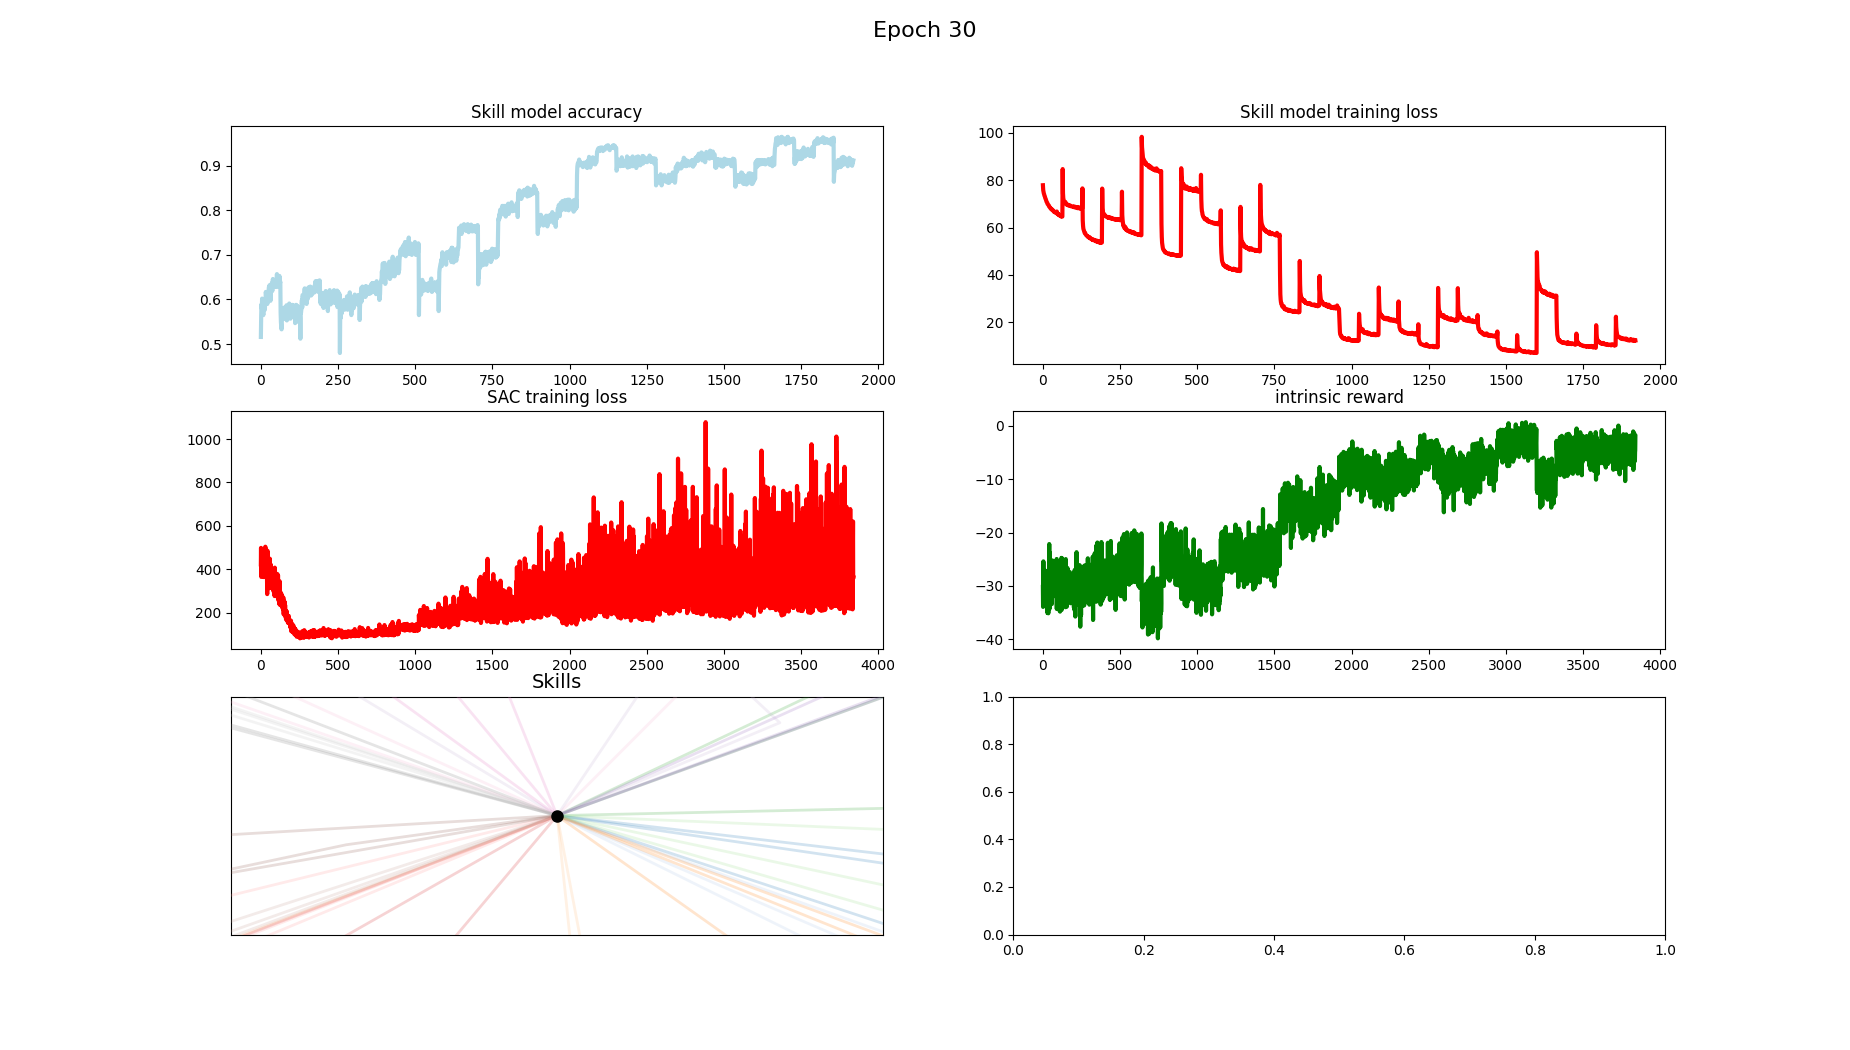 Epoch 30
Skill model accuracy
0.9
0.8
0.7
0.6
0.5
0 250 500 750 1000 1250 1500 1750 2000
Skill model training loss
100
80
60
40
20
0 250 500 750 1000 1250 1500 1750 2000
SAC training loss
1000
800
600
400
200
0 500 1000 1500 2000 2500 3000 3500 4000
intrinsic reward
0
−10
−20
−30
−40
0 500 1000 1500 2000 2500 3000 3500 4000
Skills
1.0
0.8
0.6
0.4
0.2
0.0
0.0 0.2 0.4 0.6 0.8 1.0